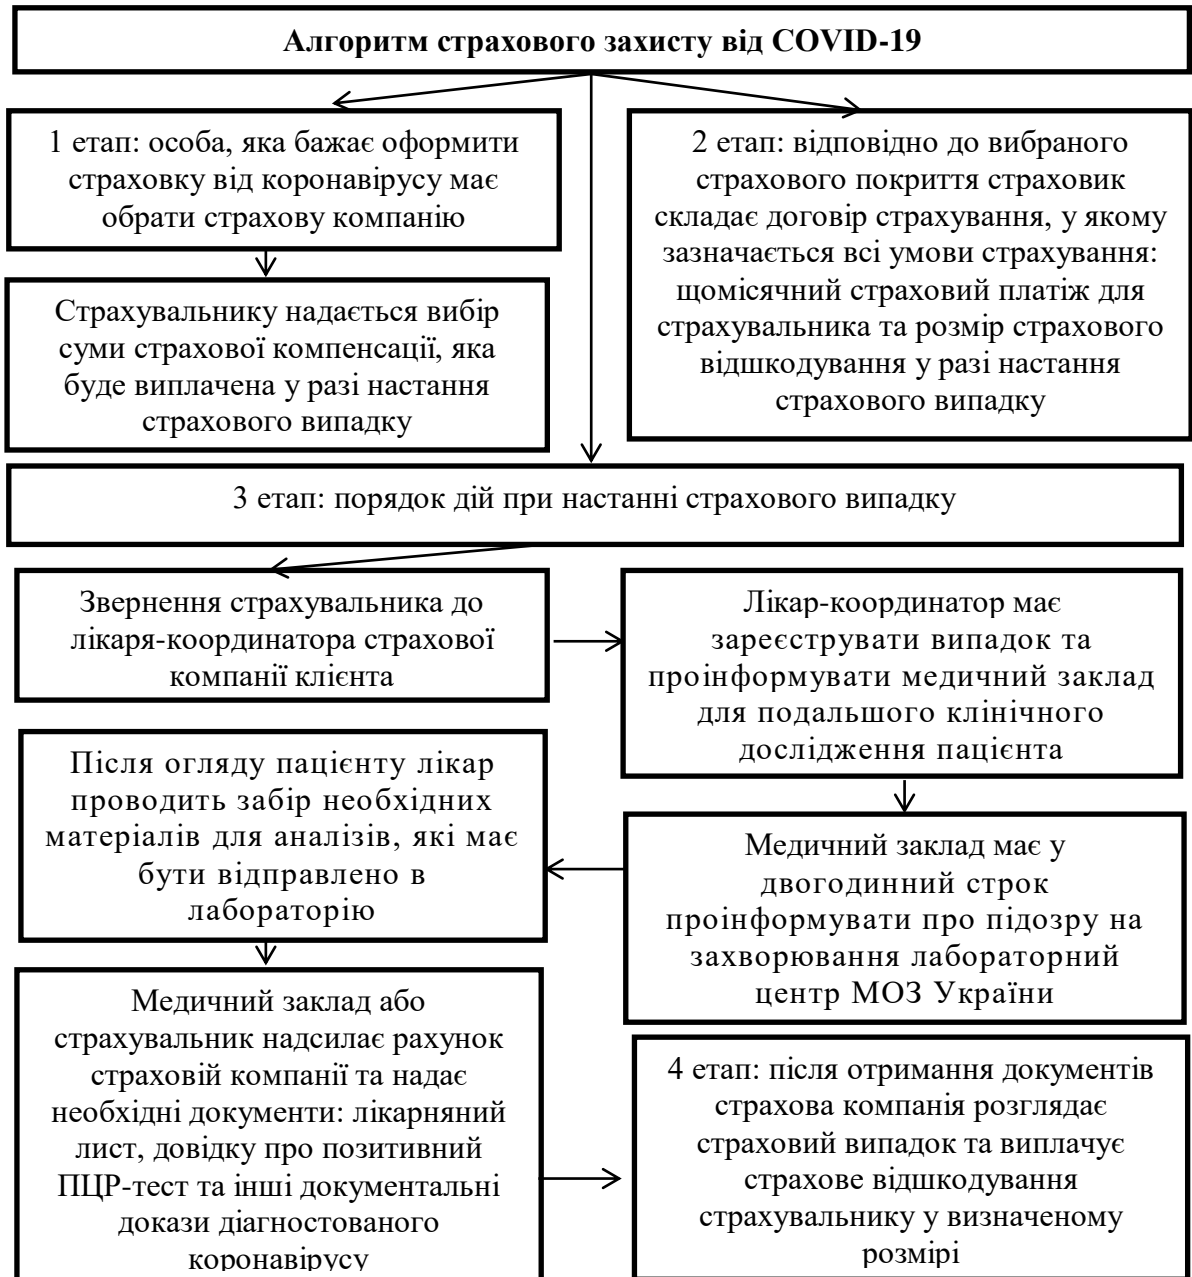 Алгоритм страхового захисту від COVID-19
1 етап: особа, яка бажає оформити
страховку від коронавірусу має
обрати страхову компанію
Страхувальнику надається вибір
суми страхової компенсації, яка
буде виплачена у разі настання
страхового випадку
2 етап: відповідно до вибраного
страхового покриття страховик
складає договір страхування, у якому
зазначається всі умови страхування:
щомісячний страховий платіж для
страхувальника та розмір страхового
відшкодування у разі настання
страхового випадку
3 етап: порядок дій при настанні страхового випадку
Звернення страхувальника до
лікаря-координатора страхової
компанії клієнта
Лікар-координатор має
зареєструвати випадок та
проінформувати медичний заклад
для подальшого клінічного
дослідження пацієнта
Медичний заклад має у
двогодинний строк
проінформувати про підозру на
захворювання лабораторний
центр МОЗ України
Після огляду пацієнту лікар
проводить забір необхідних
матеріалів для аналізів, які має
бути відправлено в
лабораторію
Медичний заклад або
страхувальник надсилає рахунок
страховій компанії та надає
необхідні документи: лікарняний
лист, довідку про позитивний
ПЦР-тест та інші документальні
докази діагностованого
коронавірусу
4 етап: після отримання документів
страхова компанія розглядає
страховий випадок та виплачує
страхове відшкодування
страхувальнику у визначеному
розмірі